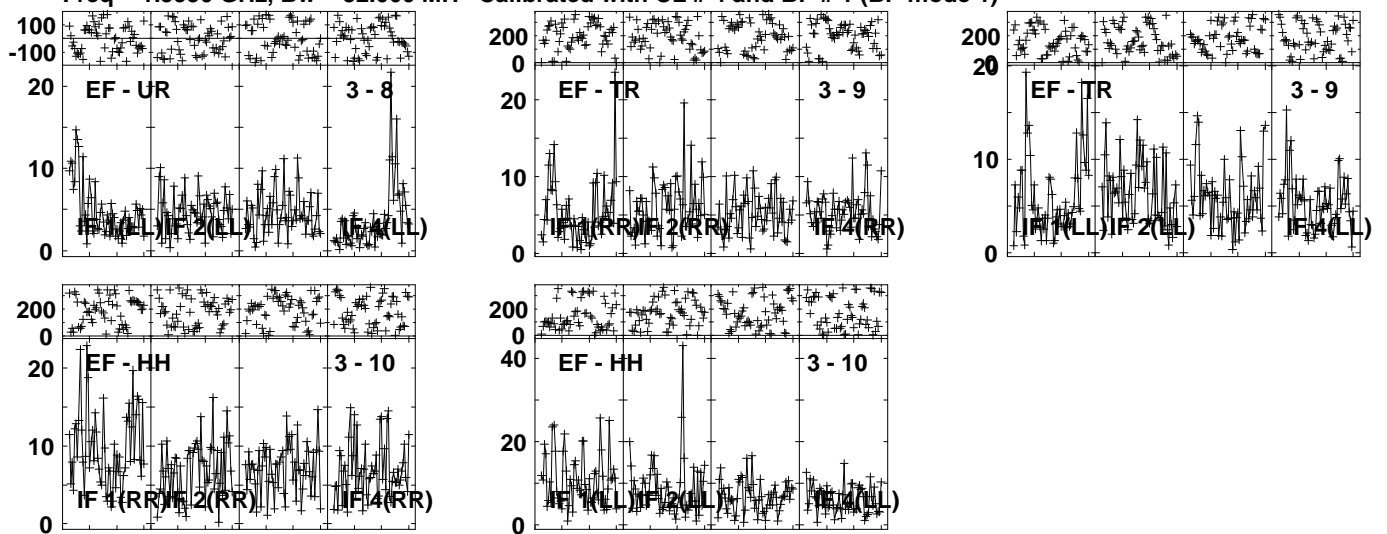 100
-100
20
10
0
EF - UR 3 - 8
IF 1(LL) IF 2(LL) IF 4(LL)
200
0
20
10
0
EF - TR 3 - 9
IF 1(RR) IF 2(RR) IF 4(RR)
200
0
20
10
0
EF - TR 3 - 9
IF 1(LL) IF 2(LL) IF 4(LL)
200
0
20
10
0
EF - HH 3 - 10
IF 1(RR) IF 2(RR) IF 4(RR)
200
0
40
20
0
EF - HH 3 - 10
IF 1(LL) IF 2(LL) IF 4(LL)